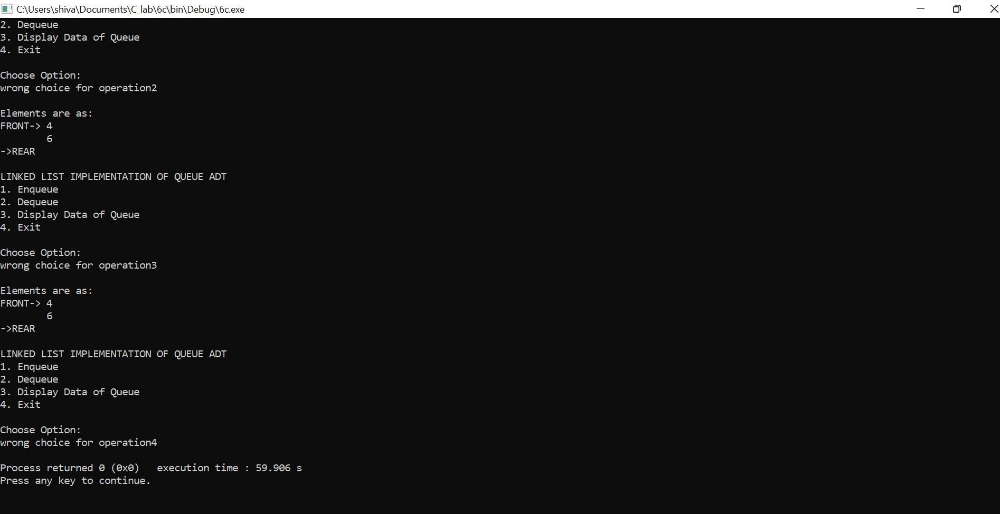 C:\Users\shiva\Documents\C_lab\6c\bin\Debug\6c.exe
2. Dequeue
3. Display Data of Queue
4. Exit
Choose Option:
wrong choice for operation2
Elements are as:
FRONT-> 4
6
->REAR
LINKED LIST IMPLEMENTATION OF QUEUE ADT
1. Enqueue
2. Dequeue
3. Display Data of Queue
4. Exit
Choose Option:
wrong choice for operation3
Elements are as:
FRONT-> 4
6
->REAR
LINKED LIST IMPLEMENTATION OF QUEUE ADT
1. Enqueue
2. Dequeue
3. Display Data of Queue
4. Exit
Choose Option:
wrong choice for operation4
Process returned 0 (0x0)   execution time : 59.906 s
Press any key to continue.